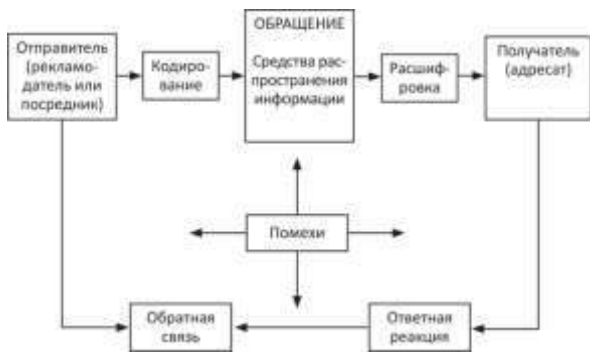 Отправитель
(рекламо-
датель или
посредник)
Кодиро-
вание
ОБРАЩЕНИЕ
Средства рас-
пространения
информации
Расшиф-
ровка
Получатель
(адресат)
Помехи
Обратная
связь
Ответная
реакция